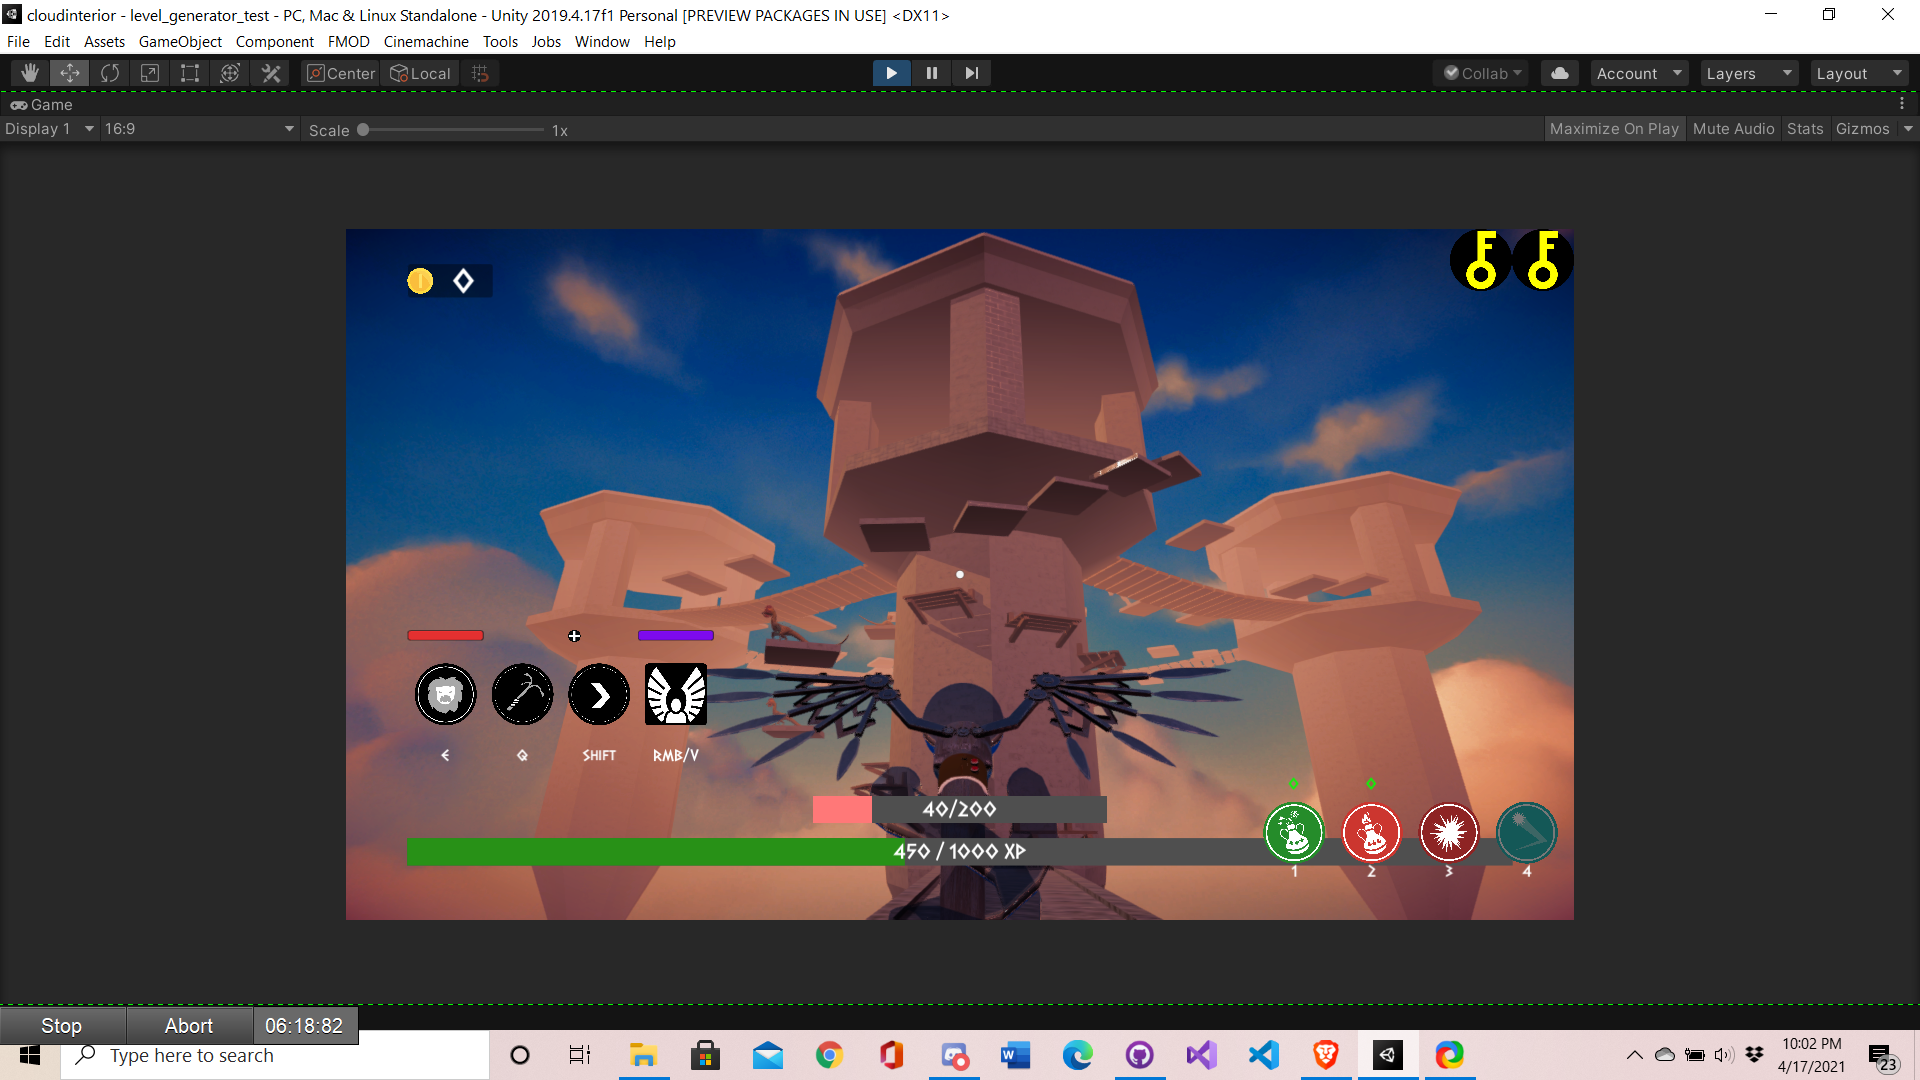 cloudinterior - level_generator_test - PC, Mac & Linux Standalone - Unity 2019.4.17f1 Personal [PREVIEW PACKAGES IN USE] <DX11>
File Edit Assets GameObject Component FMOD Cinemachine Tools Jobs Window Help
Center Local Collab Account Layers Layout
Game
Display 1 16:9 Scale 1x Maximize On Play Mute Audio Stats Gizmos
E Q SHIFT RMB/V
40/200
450 / 1000 XP
1 2 3 4
Stop Abort 06:18:82
Type here to search
10:02 PM
4/17/2021
23